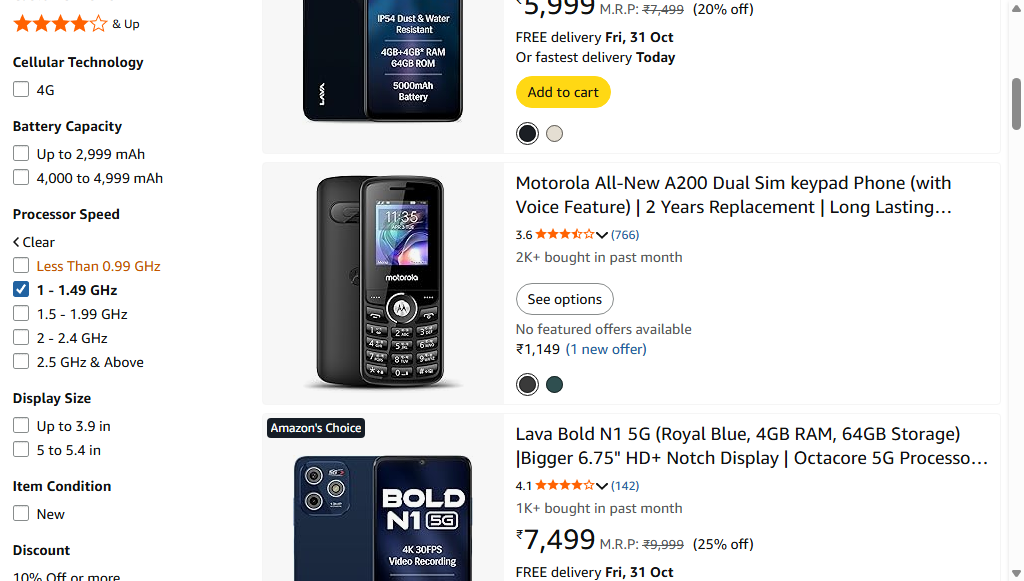 & Up
Cellular Technology
4G
Battery Capacity
Up to 2,999 mAh
4,000 to 4,999 mAh
Processor Speed
Clear
Less Than 0.99 GHz
1 - 1.49 GHz
1.5 - 1.99 GHz
2 - 2.4 GHz
2.5 GHz & Above
Display Size
Up to 3.9 in
5 to 5.4 in
Item Condition
New
Discount
10% Off or more
IP54 Dust & Water
Resistant
4GB+4GB* RAM
64GB ROM
5000mAh
Battery
LAVA
₹5,999 M.R.P: ₹7,499 (20% off)
FREE delivery Fri, 31 Oct
Or fastest delivery Today
Add to cart
11:35
motorola
Motorola All-New A200 Dual Sim keypad Phone (with
Voice Feature) | 2 Years Replacement | Long Lasting…
3.6 (766)
2K+ bought in past month
See options
No featured offers available
₹1,149 (1 new offer)
Amazon's Choice
BOLD
N1 5G
4K 30FPS
Video Recording
Lava Bold N1 5G (Royal Blue, 4GB RAM, 64GB Storage)
|Bigger 6.75" HD+ Notch Display | Octacore 5G Processo…
4.1 (142)
1K+ bought in past month
₹7,499 M.R.P: ₹9,999 (25% off)
FREE delivery Fri, 31 Oct